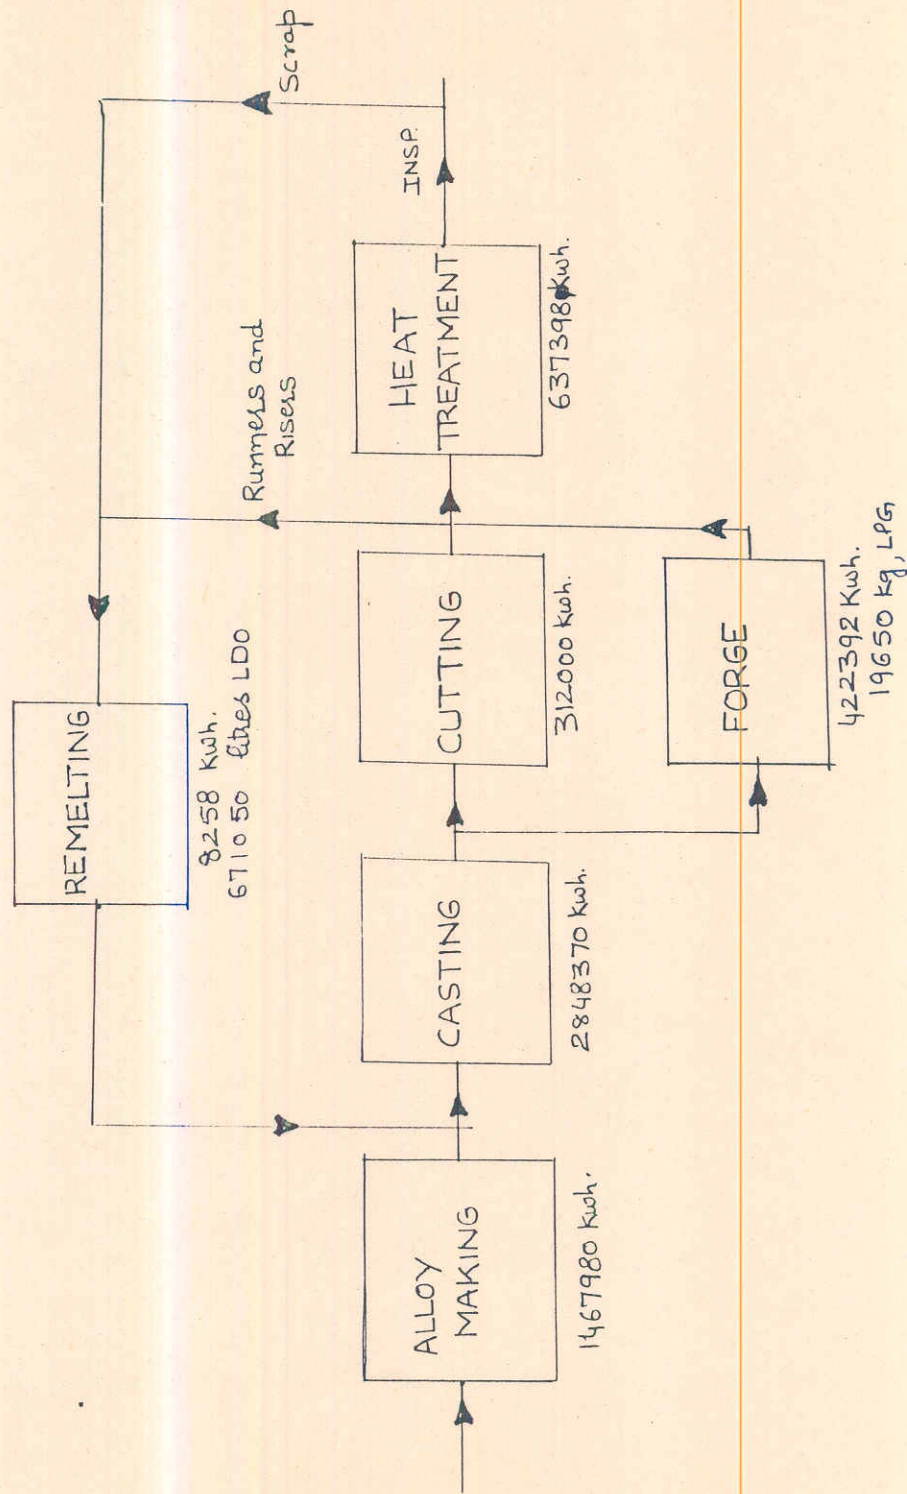 REMELTING
8258 Kwh.
671050 litres LDO
Scrap
Runners and
Risers
INSP.
ALLOY
MAKING
1467980 Kwh.
CASTING
2848370 Kwh.
CUTTING
312000 Kwh.
HEAT
TREATMENT
637398 Kwh.
FORGE
422392 Kwh.
19650 kg, LPG